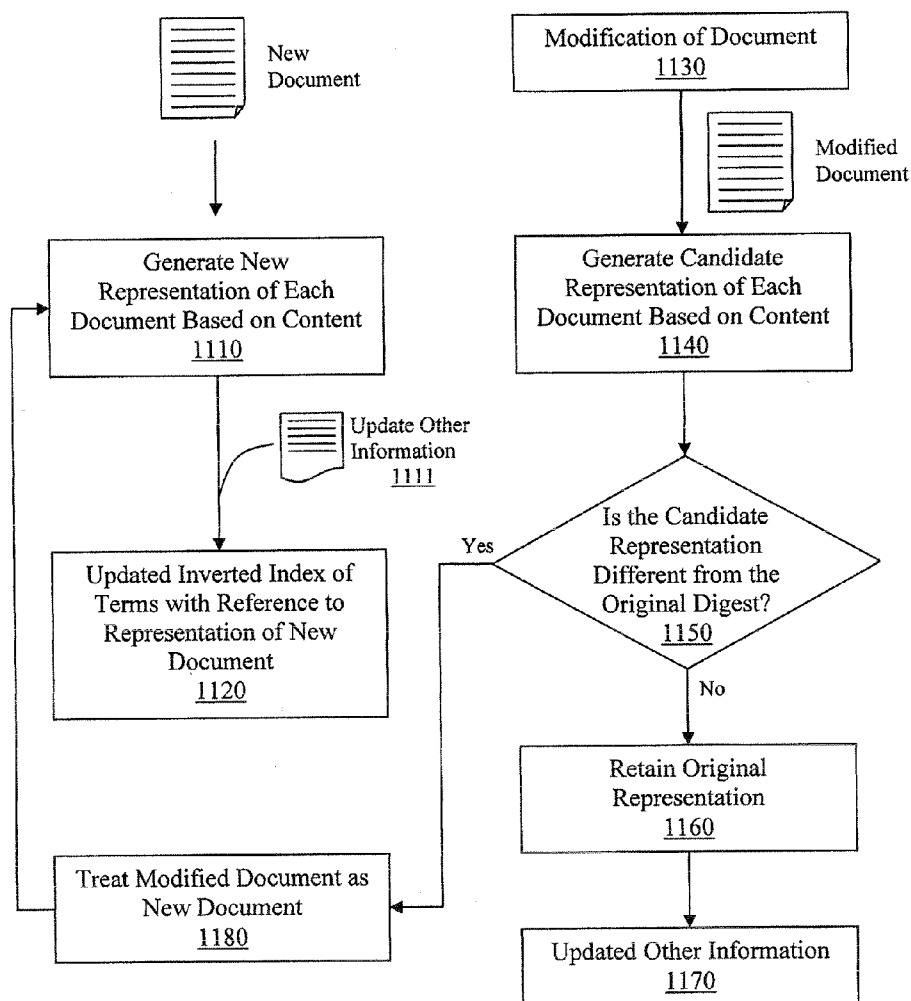 New
Document
Generate New
Representation of Each
Document Based on Content
1110
Update Other
Information
1111
Updated Inverted Index of
Terms with Reference to
Representation of New
Document
1120
Treat Modified Document as
New Document
1180
Modification of Document
1130
Modified
Document
Generate Candidate
Representation of Each
Document Based on Content
1140
Is the Candidate
Representation
Different from the
Original Digest?
1150
Yes
No
Retain Original
Representation
1160
Updated Other Information
1170